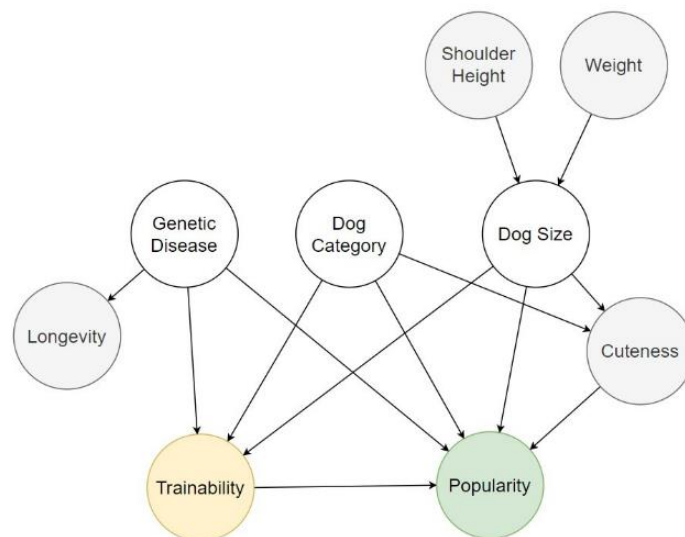 Shoulder
Height
Weight
Genetic
Disease
Dog
Category
Dog Size
Longevity
Cuteness
Trainability
Popularity